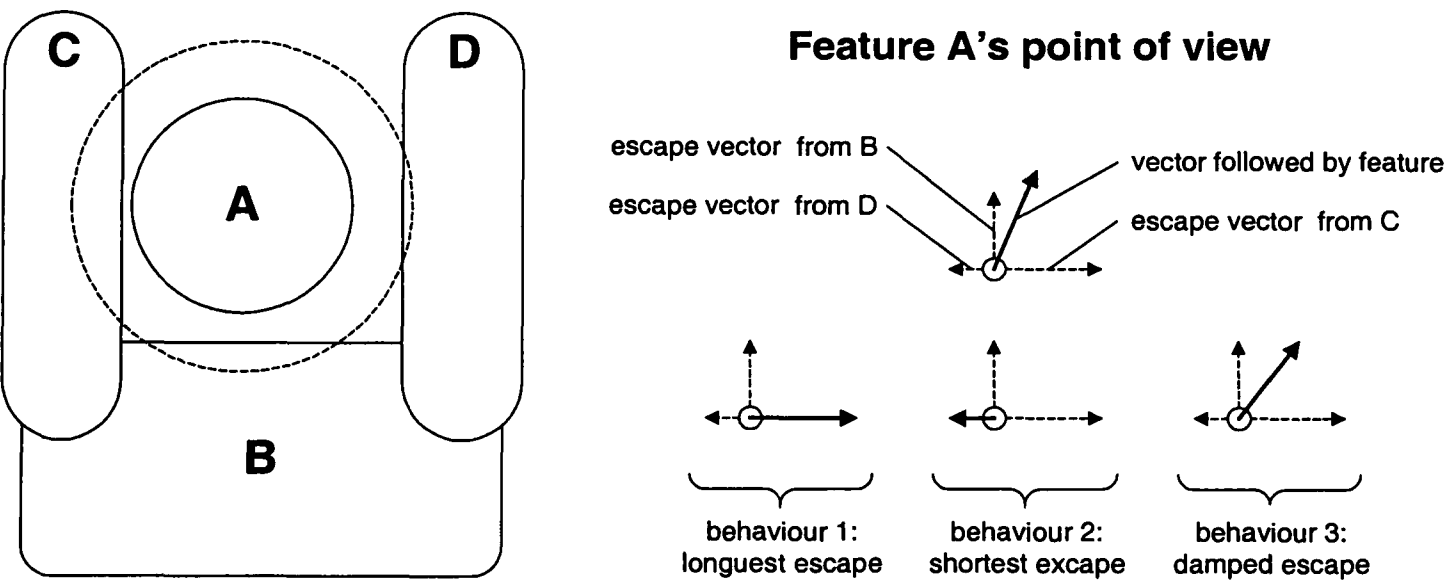 C
D
A
B
Feature A's point of view
escape vector from B
vector followed by feature
escape vector from D
escape vector from C
behaviour 1:
longuest escape
behaviour 2:
shortest excape
behaviour 3:
damped escape